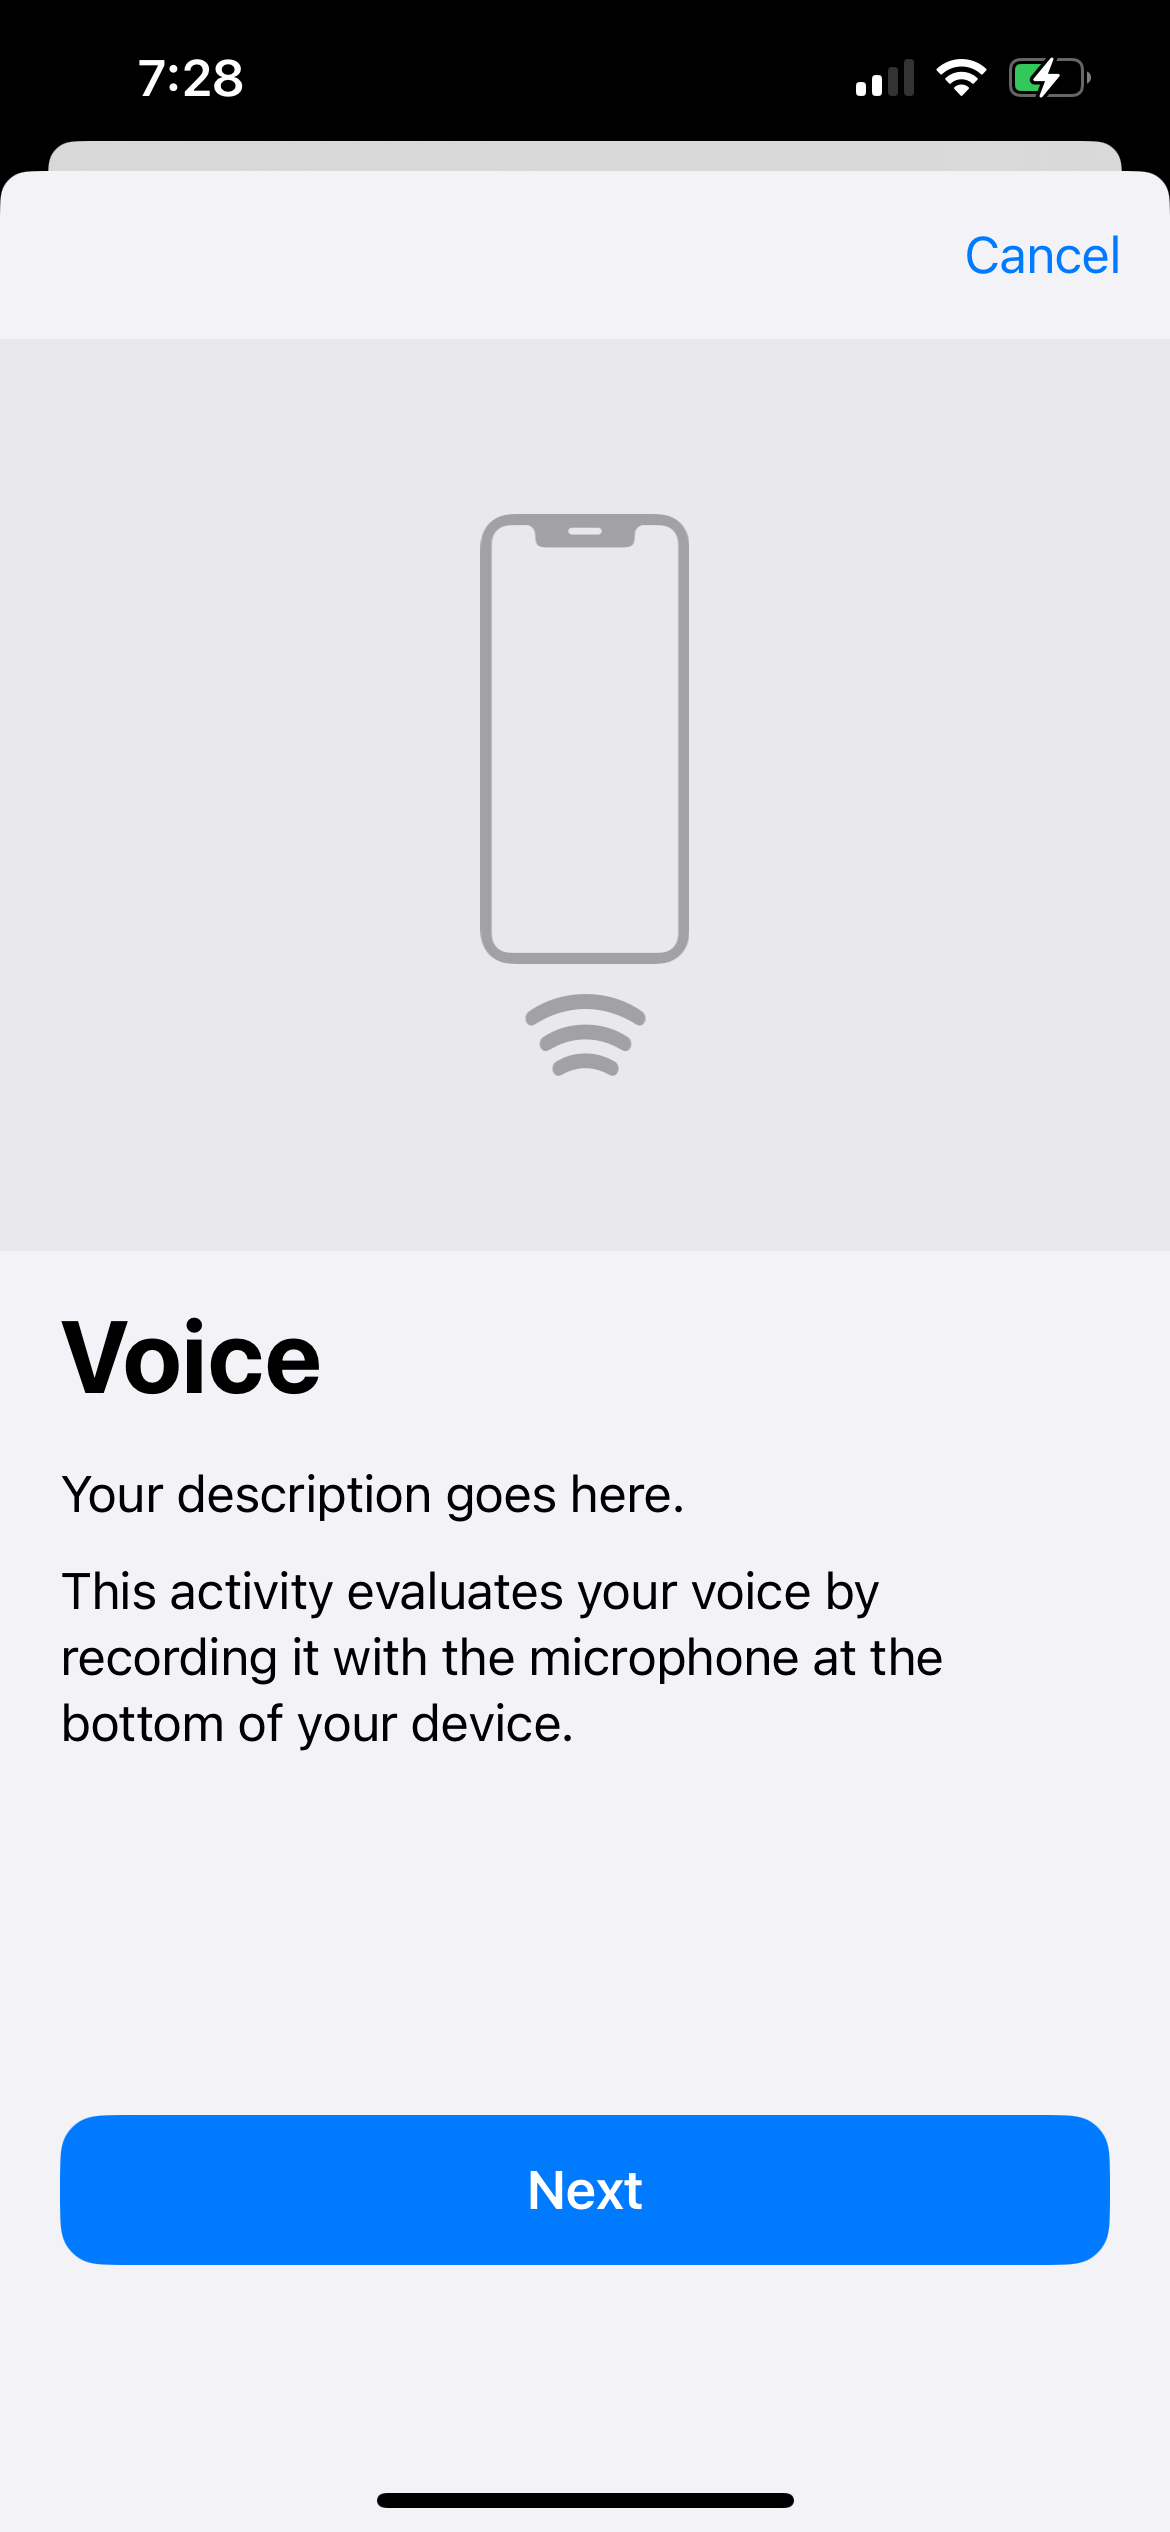 7:28
Cancel
Voice
Your description goes here.
This activity evaluates your voice by
recording it with the microphone at the
bottom of your device.
Next